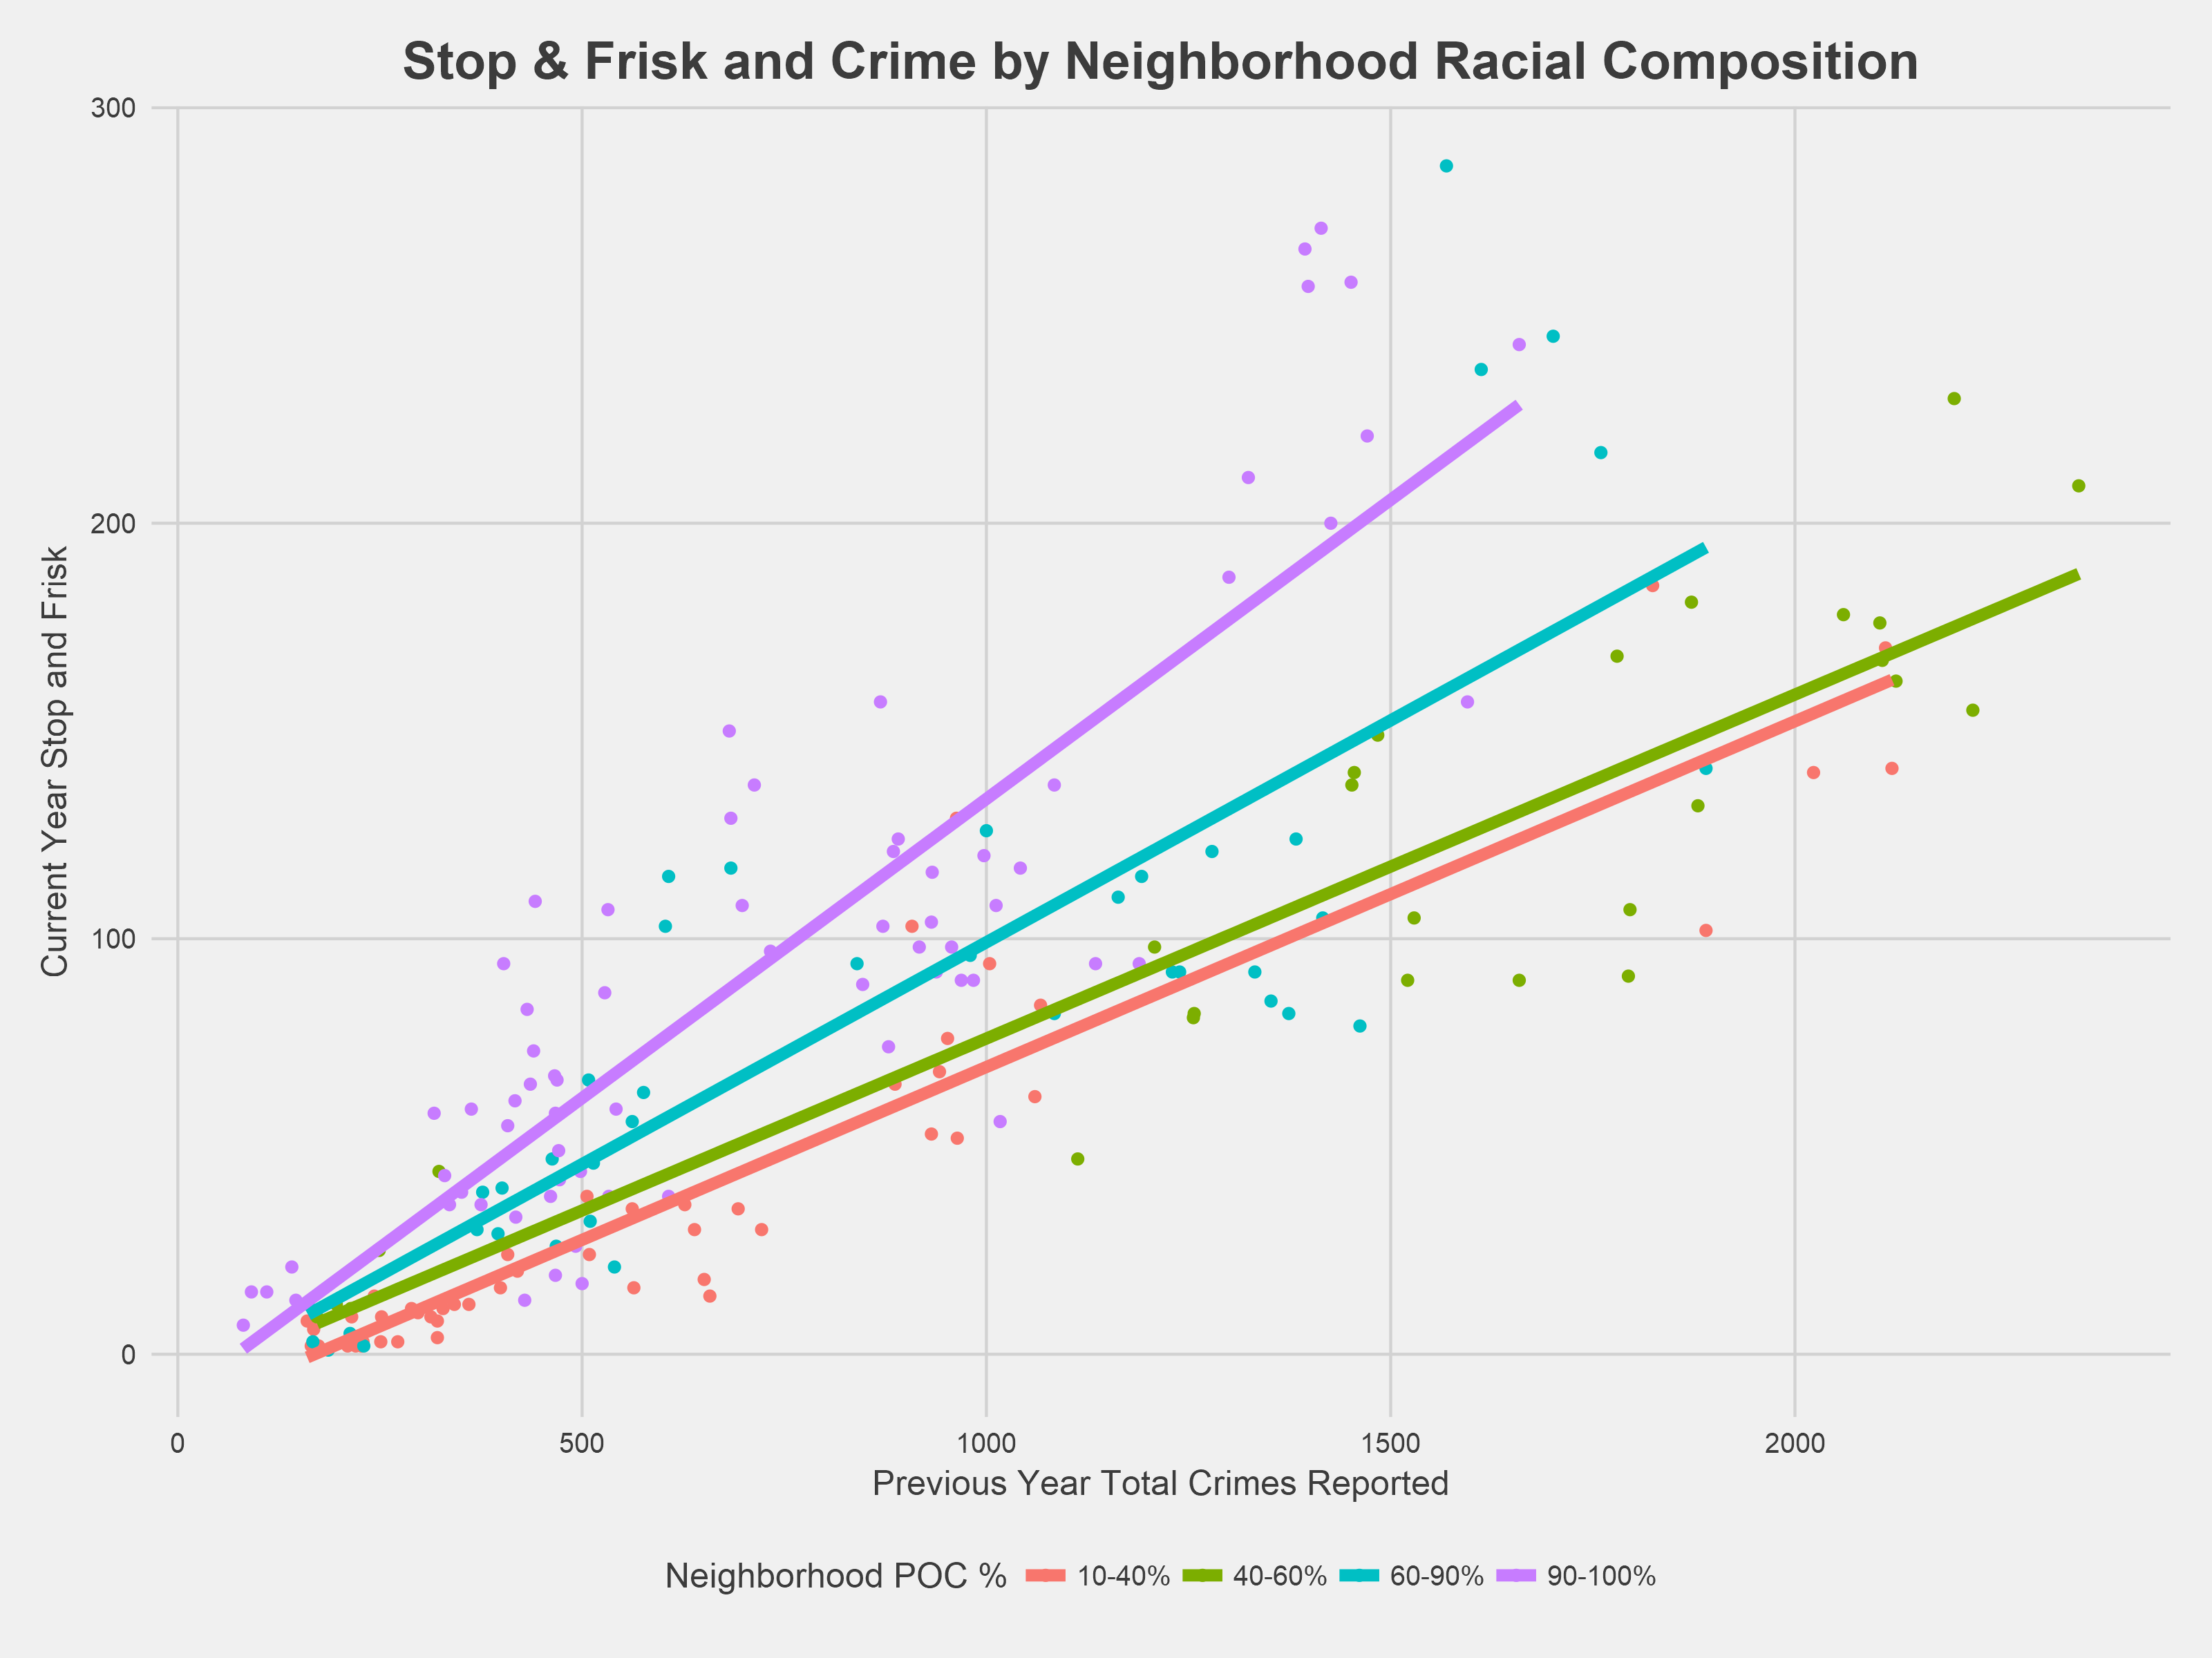 Stop & Frisk and Crime by Neighborhood Racial Composition
300
200
100
0
Current Year Stop and Frisk
0 500 1000 1500 2000
Previous Year Total Crimes Reported
Neighborhood POC % 10-40% 40-60% 60-90% 90-100%